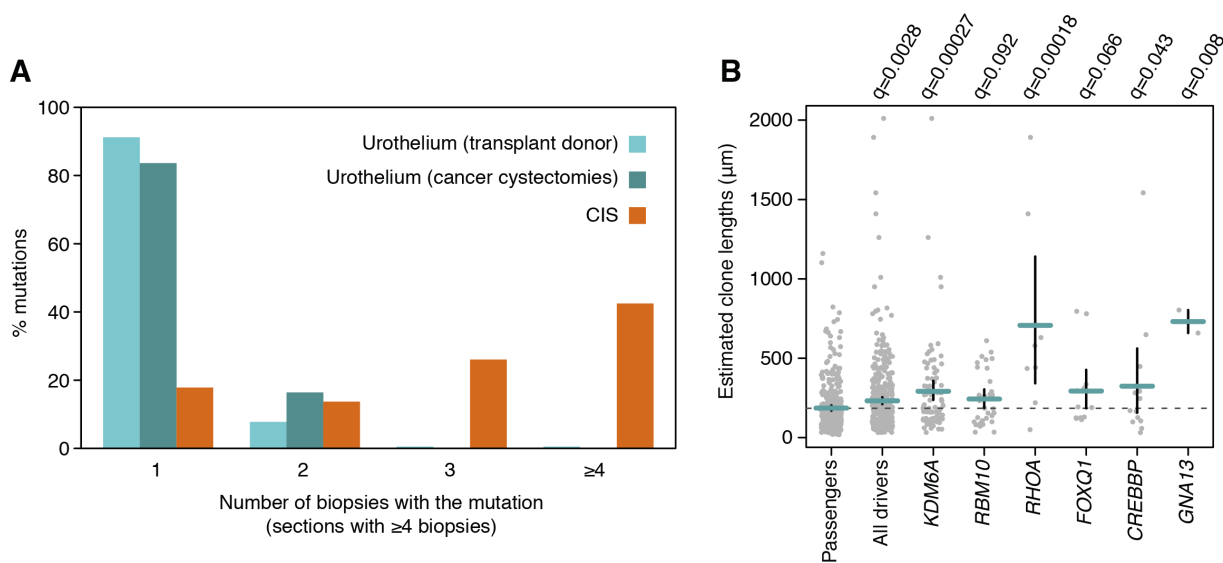 A
100
80
60
40
20
0
% mutations
Urothelium (transplant donor)
Urothelium (cancer cystectomies)
CIS
1
2
3
≥4
Number of biopsies with the mutation
(sections with ≥4 biopsies)
B
q=0.0028
q=0.00027
q=0.092
q=0.00018
q=0.066
q=0.043
q=0.008
2000
1500
1000
500
0
Estimated clone lengths (μm)
Passengers
All drivers
KDM6A
RBM10
RHOA
FOXQ1
CREBBP
GNA13